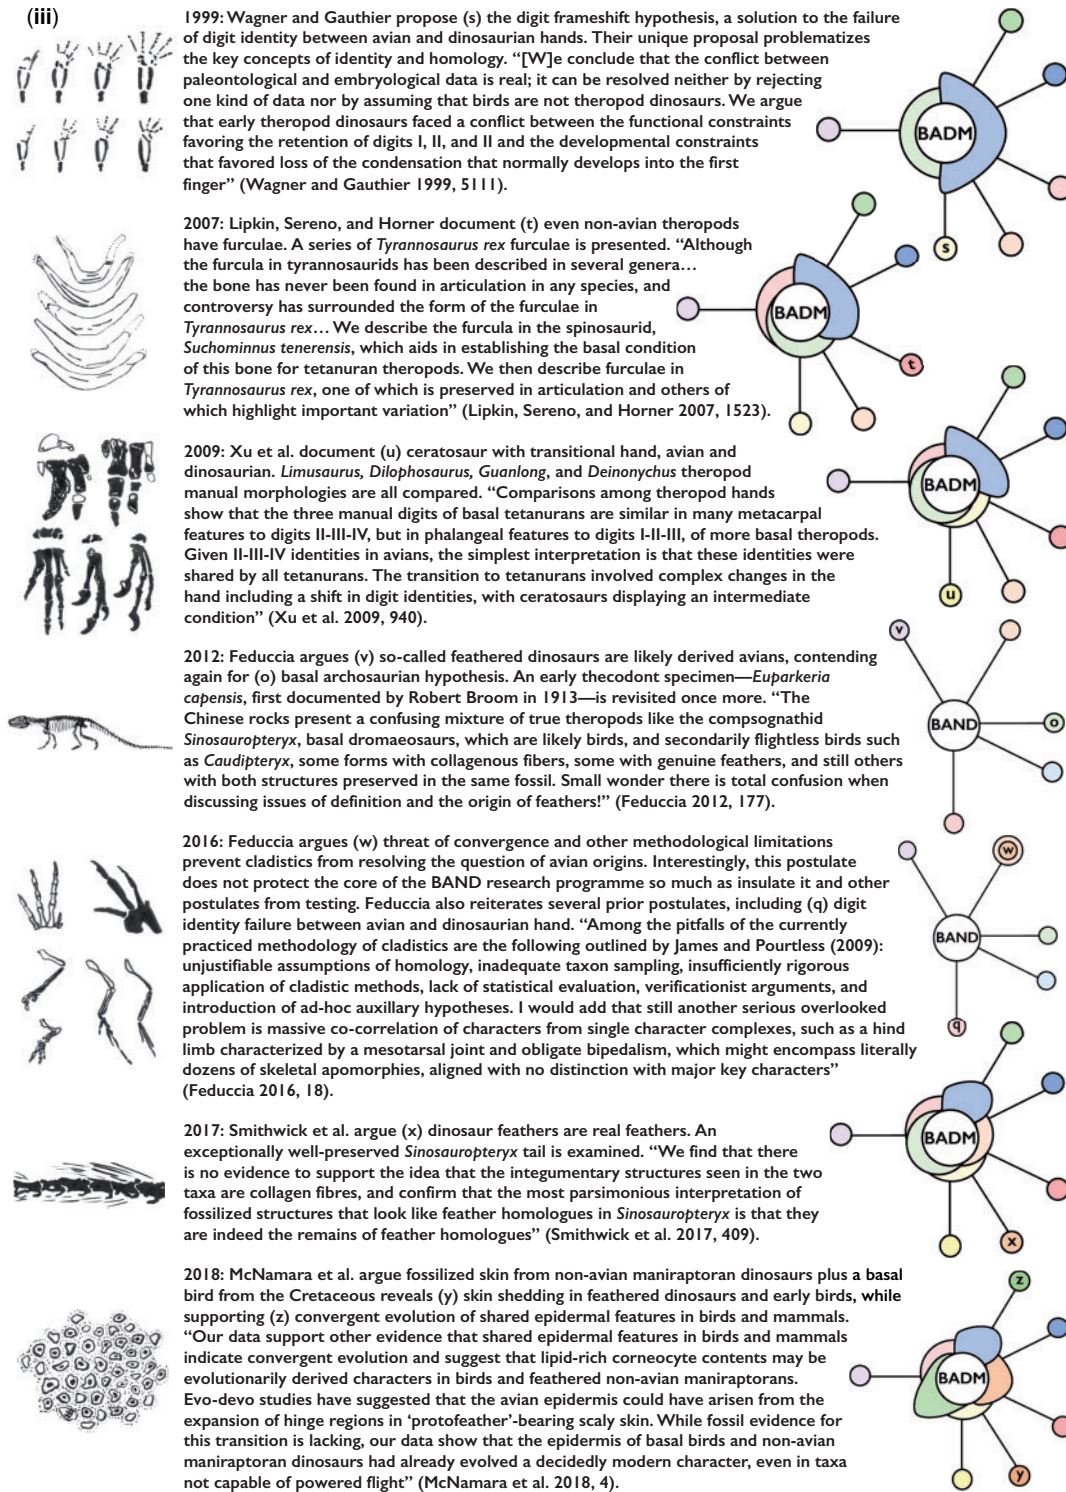 (iii)
1999: Wagner and Gauthier propose (s) the digit frameshift hypothesis, a solution to the failure
of digit identity between avian and dinosaurian hands. Their unique proposal problematizes
the key concepts of identity and homology. “[W]e conclude that the conflict between
paleontological and embryological data is real; it can be resolved neither by rejecting
one kind of data nor by assuming that birds are not theropod dinosaurs. We argue
that early theropod dinosaurs faced a conflict between the functional constraints
favoring the retention of digits I, II, and II and the developmental constraints
that favored loss of the condensation that normally develops into the first
finger” (Wagner and Gauthier 1999, 5111).
BADM
s
2007: Lipkin, Sereno, and Horner document (t) even non-avian theropods
have furculae. A series of Tyrannosaurus rex furculae is presented. “Although
the furcula in tyrannosaurids has been described in several genera…
the bone has never been found in articulation in any species, and
controversy has surrounded the form of the furculae in
Tyrannosaurus rex… We describe the furcula in the spinosaurid,
Suchominnus tenerensis, which aids in establishing the basal condition
of this bone for tetanuran theropods. We then describe furculae in
Tyrannosaurus rex, one of which is preserved in articulation and others of
which highlight important variation” (Lipkin, Sereno, and Horner 2007, 1523).
BADM
t
2009: Xu et al. document (u) ceratosaur with transitional hand, avian and
dinosaurian. Limusaurus, Dilophosaurus, Guanlong, and Deinonychus theropod
manual morphologies are all compared. “Comparisons among theropod hands
show that the three manual digits of basal tetanurans are similar in many metacarpal
features to digits II-III-IV, but in phalangeal features to digits I-II-III, of more basal theropods.
Given II-III-IV identities in avians, the simplest interpretation is that these identities were
shared by all tetanurans. The transition to tetanurans involved complex changes in the
hand including a shift in digit identities, with ceratosaurs displaying an intermediate
condition” (Xu et al. 2009, 940).
BADM
u
2012: Feduccia argues (v) so-called feathered dinosaurs are likely derived avians, contending
again for (o) basal archosaurian hypothesis. An early thecodont specimen—Euparkeria
capensis, first documented by Robert Broom in 1913—is revisited once more. “The
Chinese rocks present a confusing mixture of true theropods like the compsognathid
Sinosauropteryx, basal dromaeosaurs, which are likely birds, and secondarily flightless birds such
as Caudipteryx, some forms with collagenous fibers, some with genuine feathers, and still others
with both structures preserved in the same fossil. Small wonder there is total confusion when
discussing issues of definition and the origin of feathers!” (Feduccia 2012, 177).
v
BAND
o
2016: Feduccia argues (w) threat of convergence and other methodological limitations
prevent cladistics from resolving the question of avian origins. Interestingly, this postulate
does not protect the core of the BAND research programme so much as insulate it and other
postulates from testing. Feduccia also reiterates several prior postulates, including (q) digit
identity failure between avian and dinosaurian hand. “Among the pitfalls of the currently
practiced methodology of cladistics are the following outlined by James and Pourtless (2009):
unjustifiable assumptions of homology, inadequate taxon sampling, insufficiently rigorous
application of cladistic methods, lack of statistical evaluation, verificationist arguments, and
introduction of ad-hoc auxillary hypotheses. I would add that still another serious overlooked
problem is massive co-correlation of characters from single character complexes, such as a hind
limb characterized by a mesotarsal joint and obligate bipedalism, which might encompass literally
dozens of skeletal apomorphies, aligned with no distinction with major key characters”
(Feduccia 2016, 18).
w
BAND
q
2017: Smithwick et al. argue (x) dinosaur feathers are real feathers. An
exceptionally well-preserved Sinosauropteryx tail is examined. “We find that there
is no evidence to support the idea that the integumentary structures seen in the two
taxa are collagen fibres, and confirm that the most parsimonious interpretation of
fossilized structures that look like feather homologues in Sinosauropteryx is that they
are indeed the remains of feather homologues” (Smithwick et al. 2017, 409).
BADM
x
2018: McNamara et al. argue fossilized skin from non-avian maniraptoran dinosaurs plus a basal
bird from the Cretaceous reveals (y) skin shedding in feathered dinosaurs and early birds, while
supporting (z) convergent evolution of shared epidermal features in birds and mammals.
“Our data support other evidence that shared epidermal features in birds and mammals
indicate convergent evolution and suggest that lipid-rich corneocyte contents may be
evolutionarily derived characters in birds and feathered non-avian maniraptorans.
Evo-devo studies have suggested that the avian epidermis could have arisen from the
expansion of hinge regions in ‘protofeather’-bearing scaly skin. While fossil evidence for
this transition is lacking, our data show that the epidermis of basal birds and non-avian
maniraptoran dinosaurs had already evolved a decidedly modern character, even in taxa
not capable of powered flight” (McNamara et al. 2018, 4).
z
BADM
y